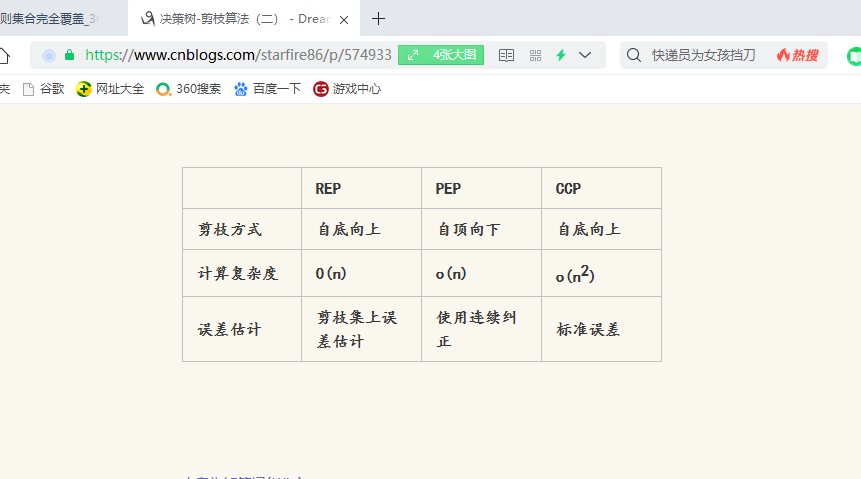 则集合完全覆盖_3
决策树-剪枝算法（二） - Drea
https://www.cnblogs.com/starfire86/p/574933
4张大图
快递员为女孩挡刀
热搜
夹 谷歌 网址大全 360搜索 百度一下 游戏中心
REP PEP CCP
剪枝方式 自底向上 自顶向下 自底向上
计算复杂度 0(n) o(n) o(n²)
误差估计 剪枝集上误差估计 使用连续纠正 标准误差